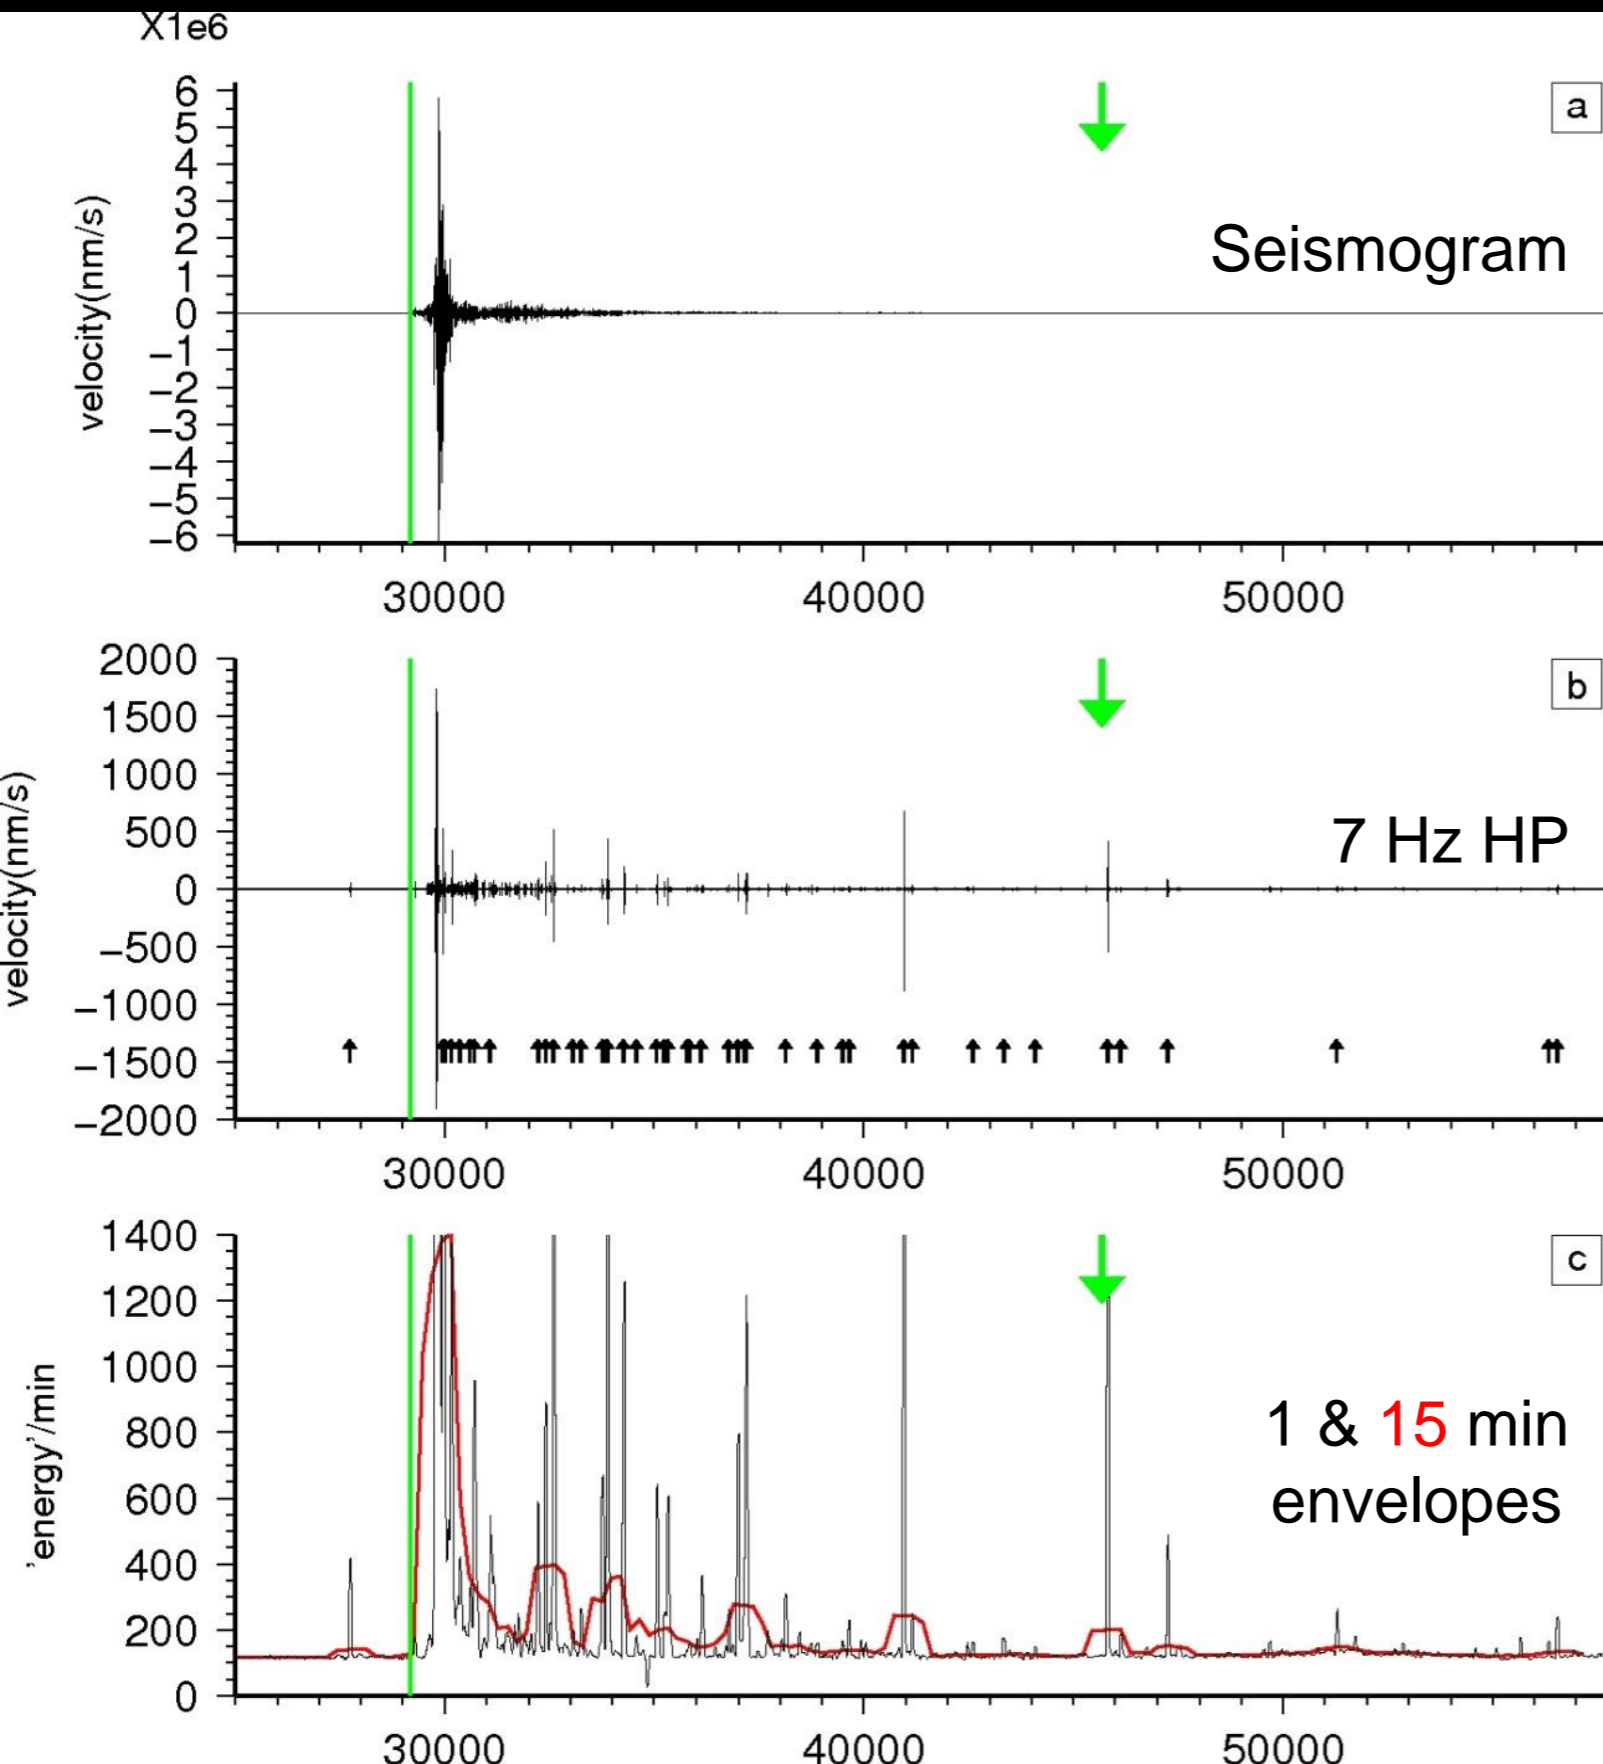 X1e6
6
5
4
3
2
1
0
−1
−2
−3
−4
−5
−6
velocity(nm/s)
a
Seismogram
30000 40000 50000
2000
1500
1000
500
0
−500
−1000
−1500
−2000
velocity(nm/s)
b
7 Hz HP
30000 40000 50000
1400
1200
1000
800
600
400
200
0
'energy'/min
c
1 & 15 min
envelopes
30000 40000 50000